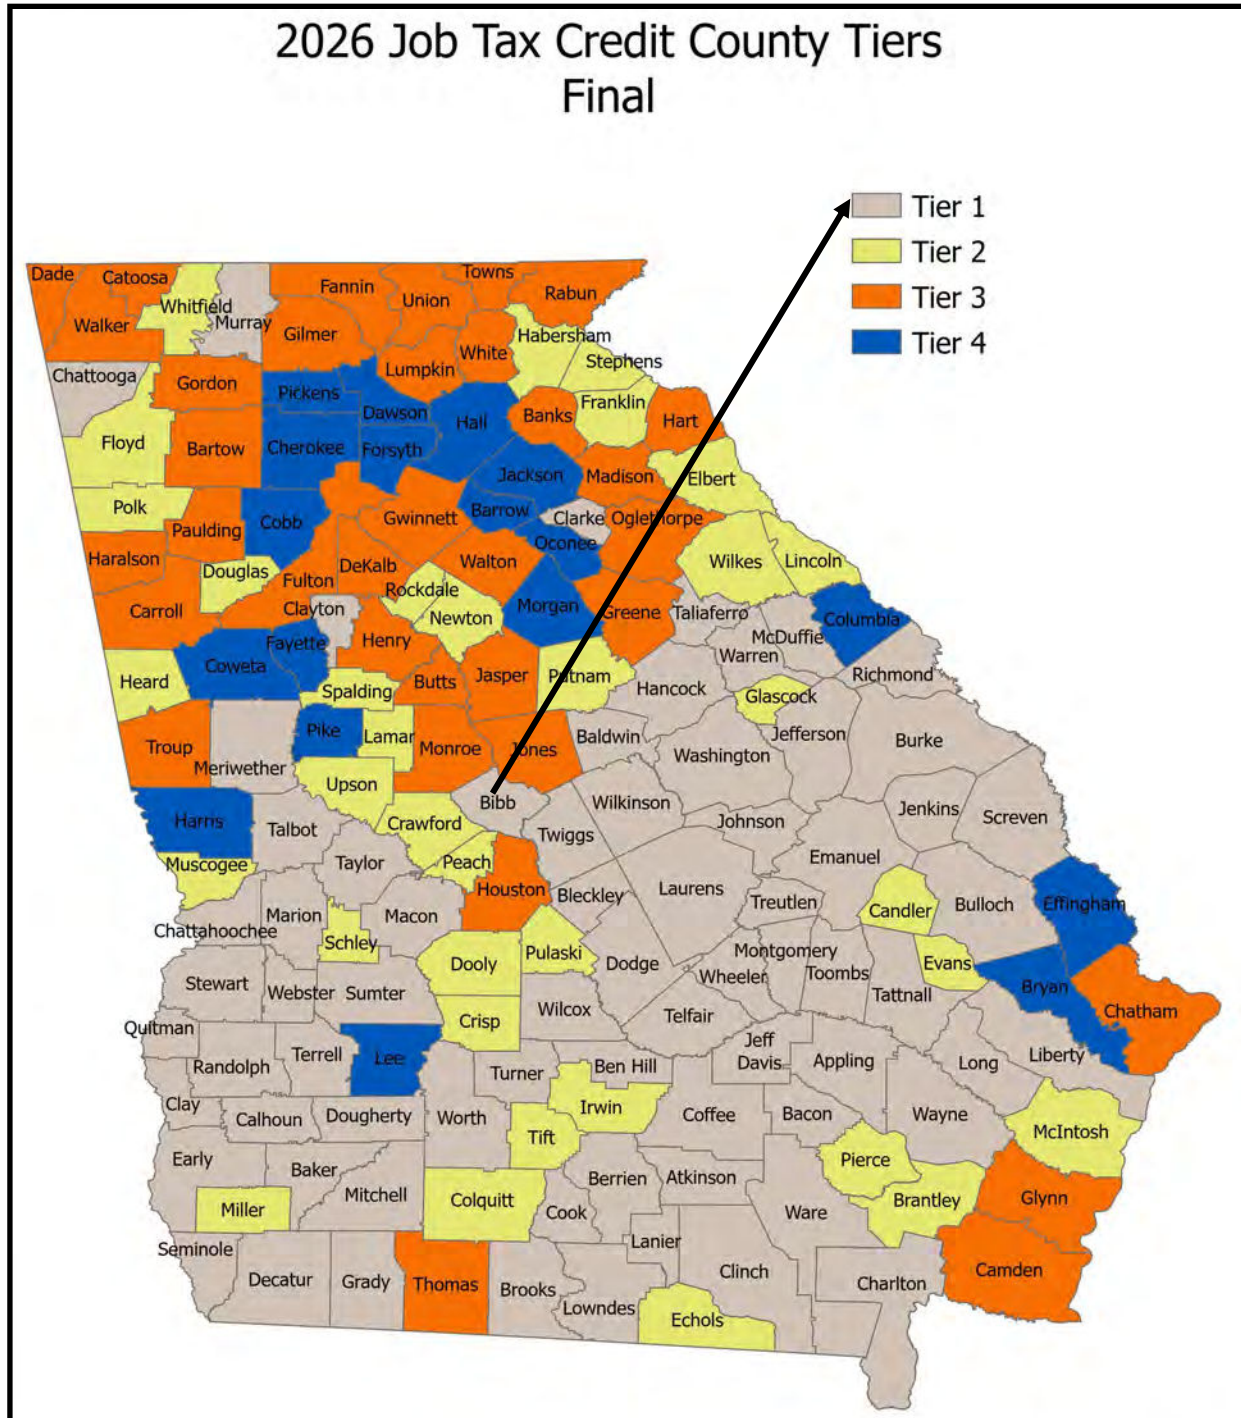 2026 Job Tax Credit County Tiers
Final
Tier 1
Tier 2
Tier 3
Tier 4
Dade
Catoosa
Whitfield
Murray
Walker
Fannin
Union
Towns
Rabun
Gilmer
White
Lumpkin
Habersham
Stephens
Chattooga
Gordon
Pickens
Dawson
Hall
Banks
Franklin
Hart
Floyd
Bartow
Cherokee
Forsyth
Jackson
Madison
Elbert
Polk
Paulding
Cobb
Gwinnett
Barrow
Clarke
Oglethorpe
Oconee
Haralson
Douglas
Fulton
DeKalb
Walton
Wilkes
Lincoln
Carroll
Clayton
Rockdale
Newton
Morgan
Greene
Taliaferro
Columbia
McDuffie
Warren
Richmond
Heard
Coweta
Fayette
Henry
Spalding
Butts
Jasper
Putnam
Hancock
Glascock
Jefferson
Burke
Troup
Meriwether
Pike
Lamar
Monroe
Jones
Baldwin
Washington
Upson
Bibb
Wilkinson
Jenkins
Screven
Harris
Talbot
Crawford
Twiggs
Johnson
Emanuel
Muscogee
Taylor
Peach
Houston
Bleckley
Laurens
Treutlen
Candler
Bulloch
Effingham
Chattahoochee
Marion
Macon
Schley
Pulaski
Dooly
Dodge
Montgomery
Wheeler
Toombs
Tattnall
Evans
Bryan
Chatham
Stewart
Webster
Sumter
Crisp
Wilcox
Telfair
Quitman
Randolph
Terrell
Lee
Turner
Ben Hill
Jeff
Davis
Appling
Long
Liberty
Clay
Calhoun
Dougherty
Worth
Irwin
Tift
Coffee
Bacon
Wayne
McIntosh
Early
Baker
Mitchell
Miller
Colquitt
Berrien
Cook
Atkinson
Pierce
Brantley
Ware
Glynn
Seminole
Decatur
Grady
Thomas
Brooks
Lanier
Lowndes
Clinch
Echols
Charlton
Camden